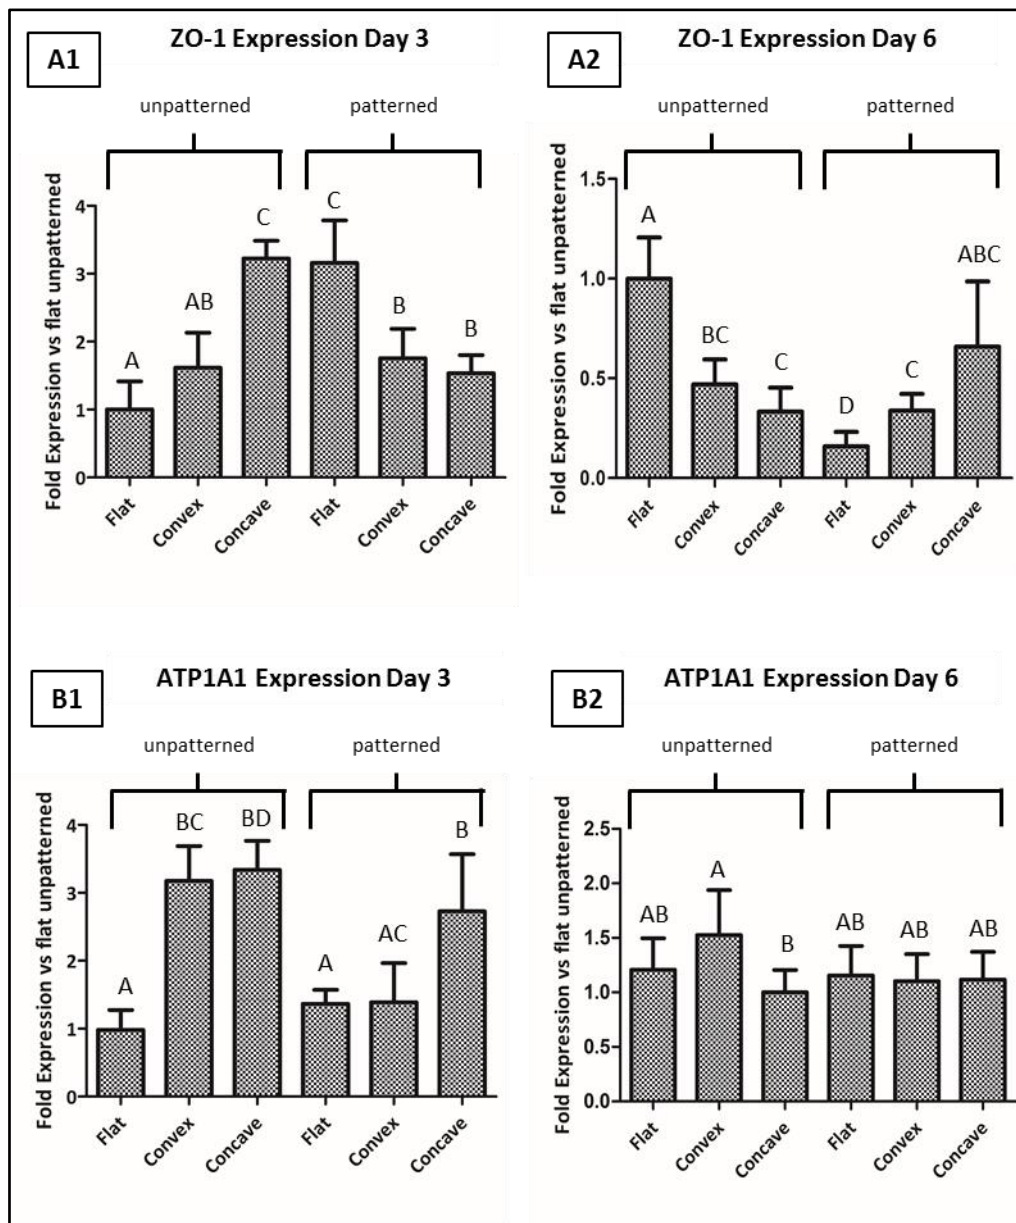 A1
ZO-1 Expression Day 3
unpatterned
patterned
Fold Expression vs flat unpatterned
4
3
2
1
0
A
AB
C
C
B
B
Flat
Convex
Concave
Flat
Convex
Concave
A2
ZO-1 Expression Day 6
unpatterned
patterned
Fold Expression vs flat unpatterned
1.5
1.0
0.5
0.0
A
BC
C
D
C
ABC
Flat
Convex
Concave
Flat
Convex
Concave
B1
ATP1A1 Expression Day 3
unpatterned
patterned
Fold Expression vs flat unpatterned
4
3
2
1
0
A
BC
BD
A
AC
B
Flat
Convex
Concave
Flat
Convex
Concave
B2
ATP1A1 Expression Day 6
unpatterned
patterned
Fold Expression vs flat unpatterned
2.5
2.0
1.5
1.0
0.5
0.0
AB
A
B
AB
AB
AB
Flat
Convex
Concave
Flat
Convex
Concave